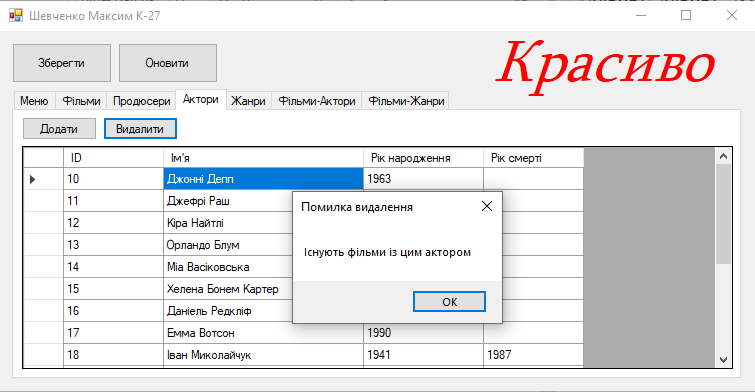 Шевченко Максим К-27
Зберегти Оновити Красиво
Меню Фільми Продюсери Актори Жанри Фільми-Актори Фільми-Жанри
Додати Видалити
ID Ім'я Рік народження Рік смерті
10 Джонні Депп 1963
11 Джефрі Раш
12 Кіра Найтлі
13 Орландо Блум
14 Міа Васіковська
15 Хелена Бонем Картер
16 Даніель Редкліф
17 Емма Вотсон 1990
18 Іван Миколайчук 1941 1987
Помилка видалення
Існують фільми із цим актором
OK